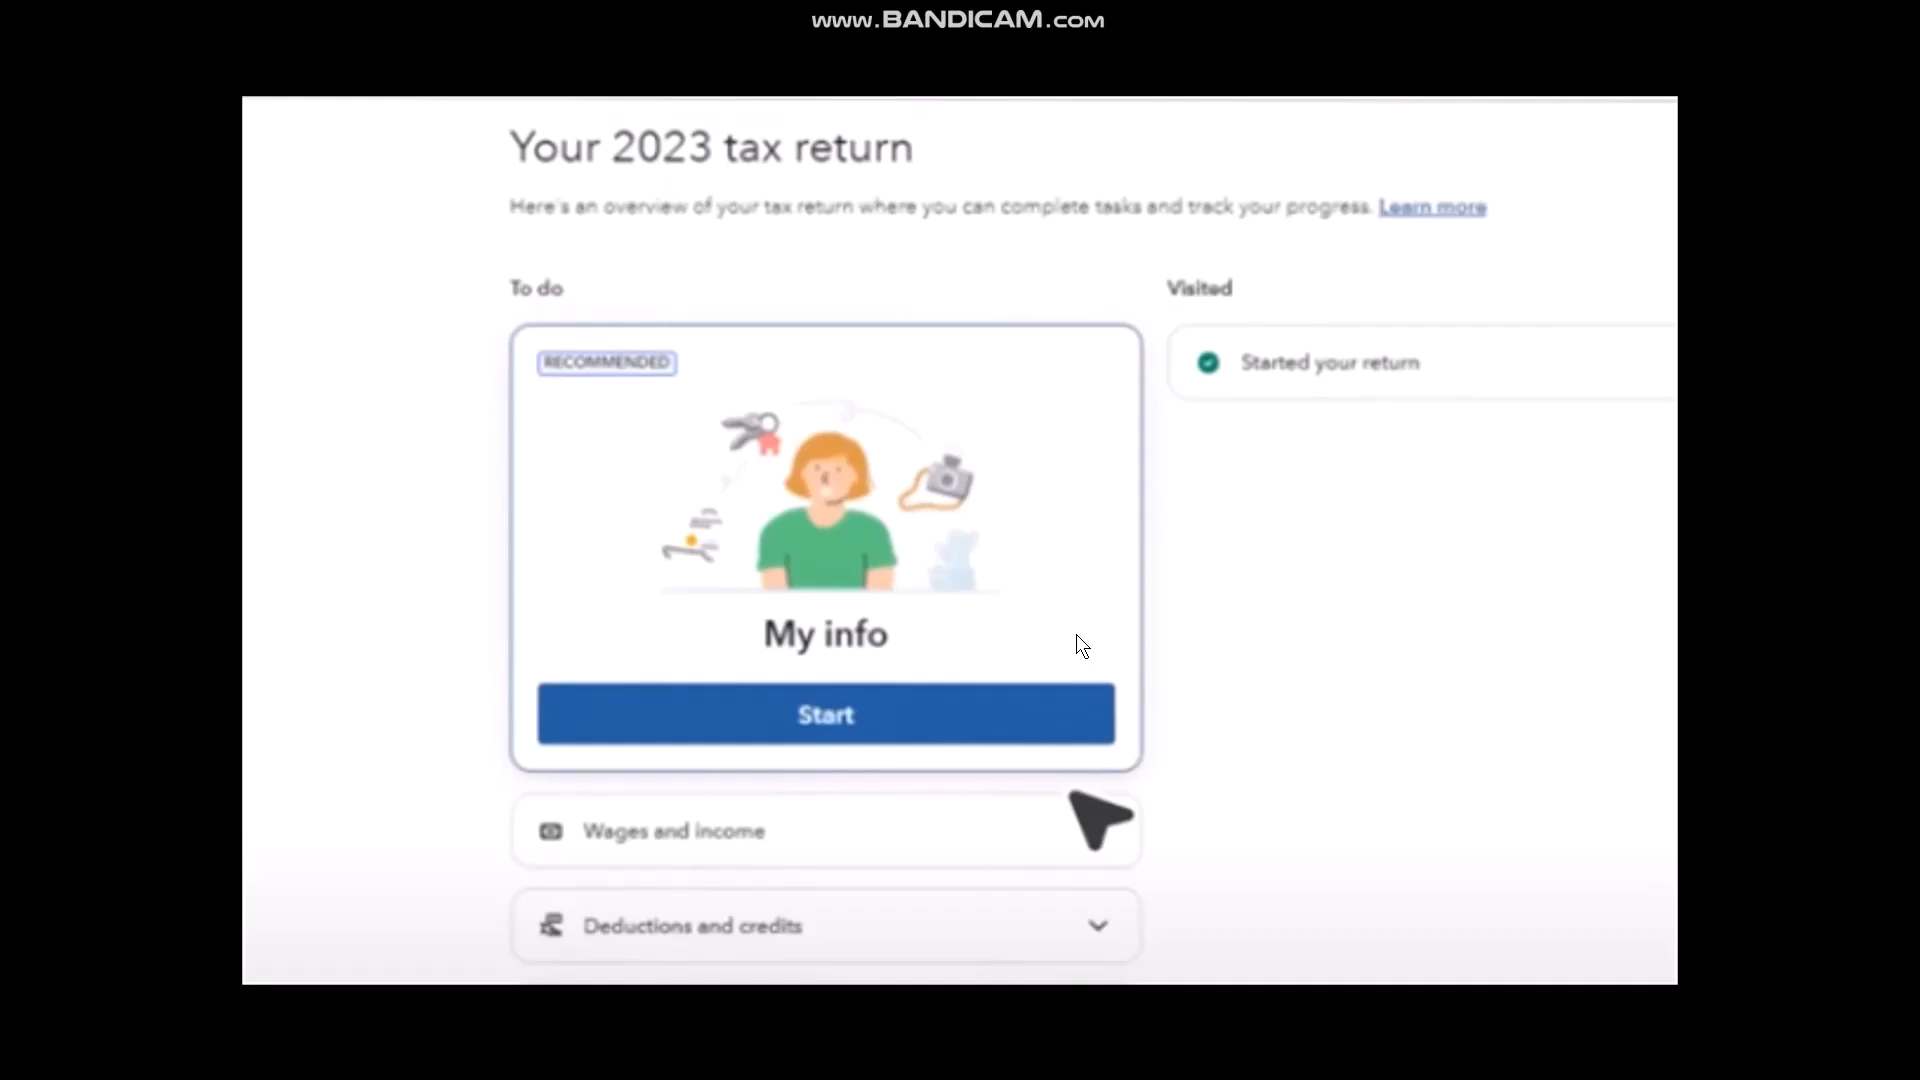 www.BANDICAM.com
Your 2023 tax return
Here's an overview of your tax return where you can complete tasks and track your progress. Learn more
To do
Visited
RECOMMENDED
Started your return
My info
Start
Wages and income
Deductions and credits